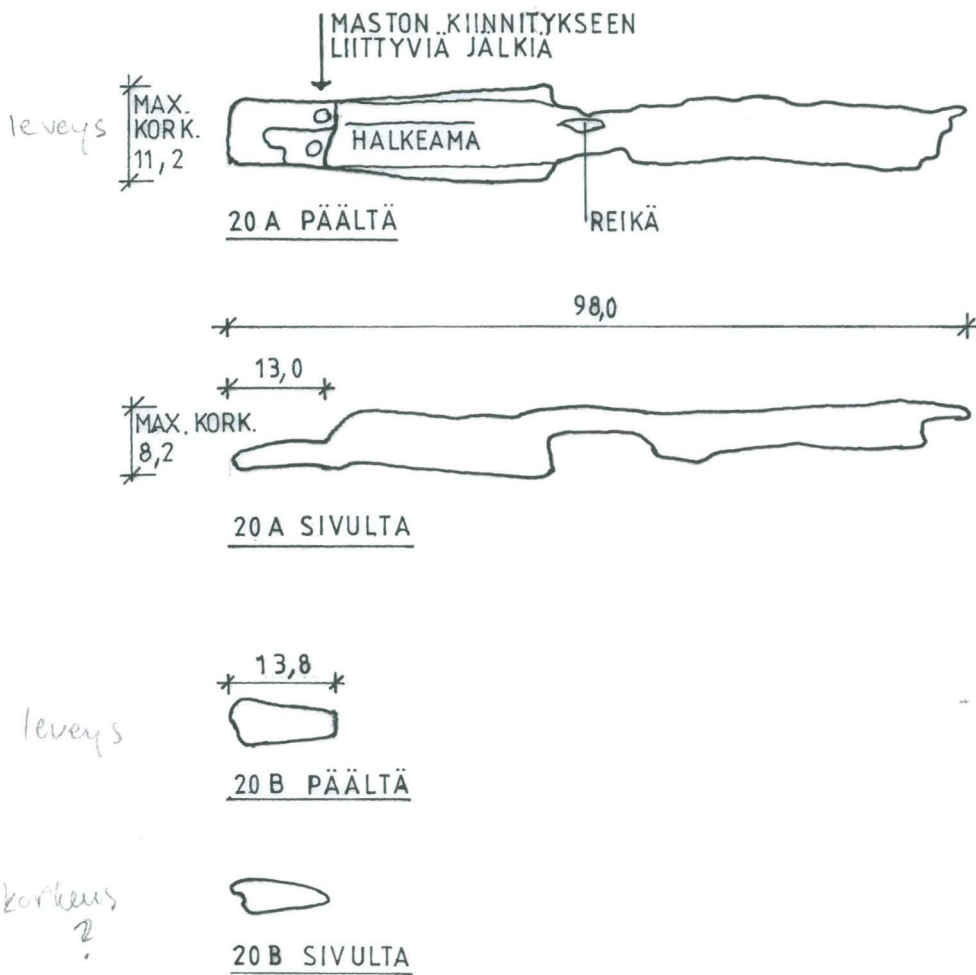 MASTON KIINNITYKSEEN
LIITTYVIÄ JÄLKIÄ
leveys
MAX.
KORK.
11,2
HALKEAMA
20 A PÄÄLTÄ
REIKÄ
98,0
13,0
MAX. KORK.
8,2
20 A SIVULTA
13,8
leveys
20 B PÄÄLTÄ
korkeus
?
20 B SIVULTA